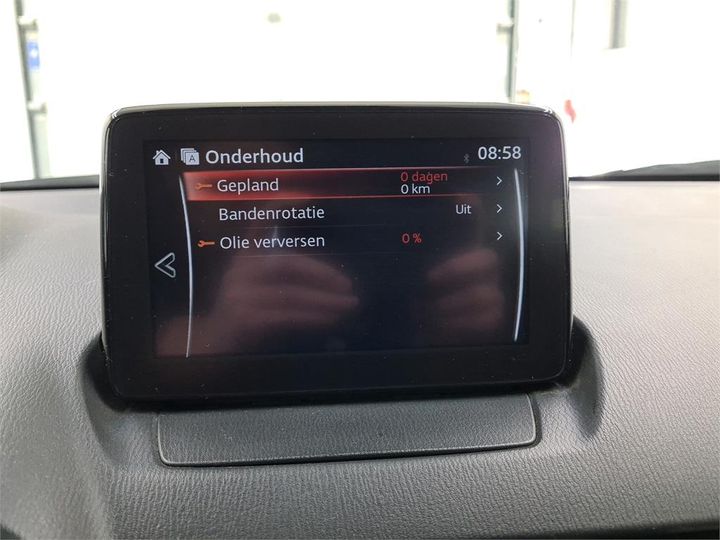 A Onderhoud 08:58
Gepland 0 dagen
0 km
Bandenrotatie Uit
Olie verversen 0 %